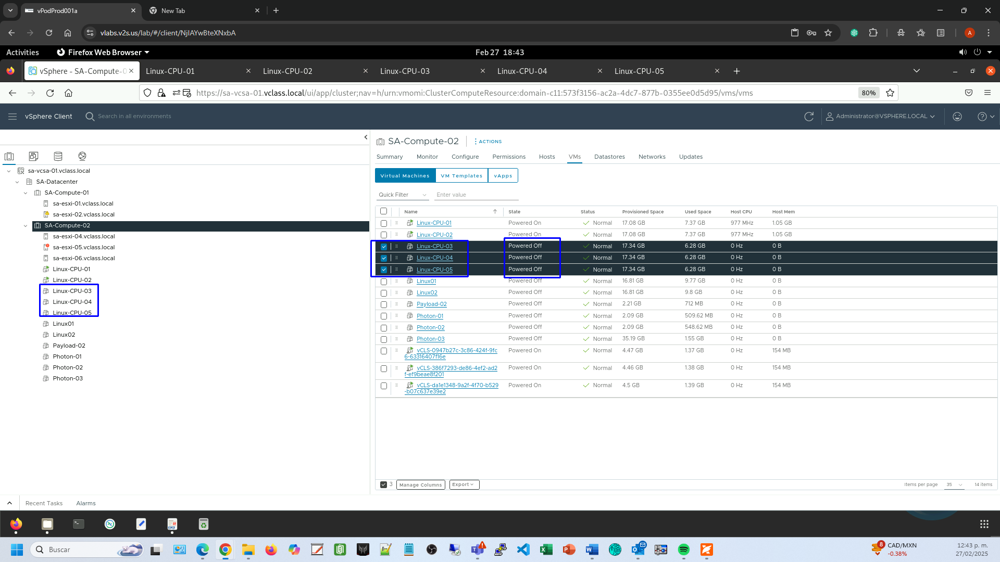 vPodProd001a
New Tab
vlabs.v2s.us/lab/#/client/NjlAYwBteXNxbA
A
Activities
Firefox Web Browser
Feb 27 18:43
vSphere - SA-Compute-0
Linux-CPU-01
Linux-CPU-02
Linux-CPU-03
Linux-CPU-04
Linux-CPU-05
https://sa-vcsa-01.vclass.local/ui/app/cluster;nav=h/urn:vmomi:ClusterComputeResource:domain-c11:573f3156-ac2a-4dc7-877b-0355ee0d5d95/vms/vms
80%
vSphere Client
Search in all environments
Administrator@VSPHERE.LOCAL
sa-vcsa-01.vclass.local
SA-Datacenter
SA-Compute-01
sa-esxi-01.vclass.local
sa-esxi-02.vclass.local
SA-Compute-02
sa-esxi-04.vclass.local
sa-esxi-05.vclass.local
sa-esxi-06.vclass.local
Linux-CPU-01
Linux-CPU-02
Linux-CPU-03
Linux-CPU-04
Linux-CPU-05
Linux01
Linux02
Payload-02
Photon-01
Photon-02
Photon-03
SA-Compute-02
ACTIONS
Summary Monitor Configure Permissions Hosts VMs Datastores Networks Updates
Virtual Machines VM Templates vApps
Quick Filter Enter value
Name State Status Provisioned Space Used Space Host CPU Host Mem
Linux-CPU-01 Powered On Normal 17.08 GB 7.37 GB 977 MHz 1.05 GB
Linux-CPU-02 Powered On Normal 17.08 GB 7.37 GB 977 MHz 1.05 GB
Linux-CPU-03 Powered Off Normal 17.34 GB 6.28 GB 0 Hz 0 B
Linux-CPU-04 Powered Off Normal 17.34 GB 6.28 GB 0 Hz 0 B
Linux-CPU-05 Powered Off Normal 17.34 GB 6.28 GB 0 Hz 0 B
Linux01 Powered Off Normal 16.81 GB 9.77 GB 0 Hz 0 B
Linux02 Powered Off Normal 16.81 GB 9.8 GB 0 Hz 0 B
Payload-02 Powered Off Normal 2.21 GB 712 MB 0 Hz 0 B
Photon-01 Powered Off Normal 2.09 GB 509.62 MB 0 Hz 0 B
Photon-02 Powered Off Normal 2.09 GB 548.62 MB 0 Hz 0 B
Photon-03 Powered Off Normal 35.19 GB 1.55 GB 0 Hz 0 B
vCLS-0947b27c-3c86-424f-9fc Powered On Normal 4.47 GB 1.37 GB 0 Hz 154 MB
6-63316407f16e
vCLS-386f7293-de86-4ef2-ad2 Powered On Normal 4.46 GB 1.38 GB 0 Hz 154 MB
f-ef9beae8f201
vCLS-da1e1348-9a2f-4f70-b529 Powered On Normal 4.5 GB 1.39 GB 0 Hz 154 MB
-b07c637e39e2
3 Manage Columns Export Items per page 35 14 items
Recent Tasks Alarms
Buscar
8
CAD/MXN
-0.38%
12:43 p. m.
27/02/2025